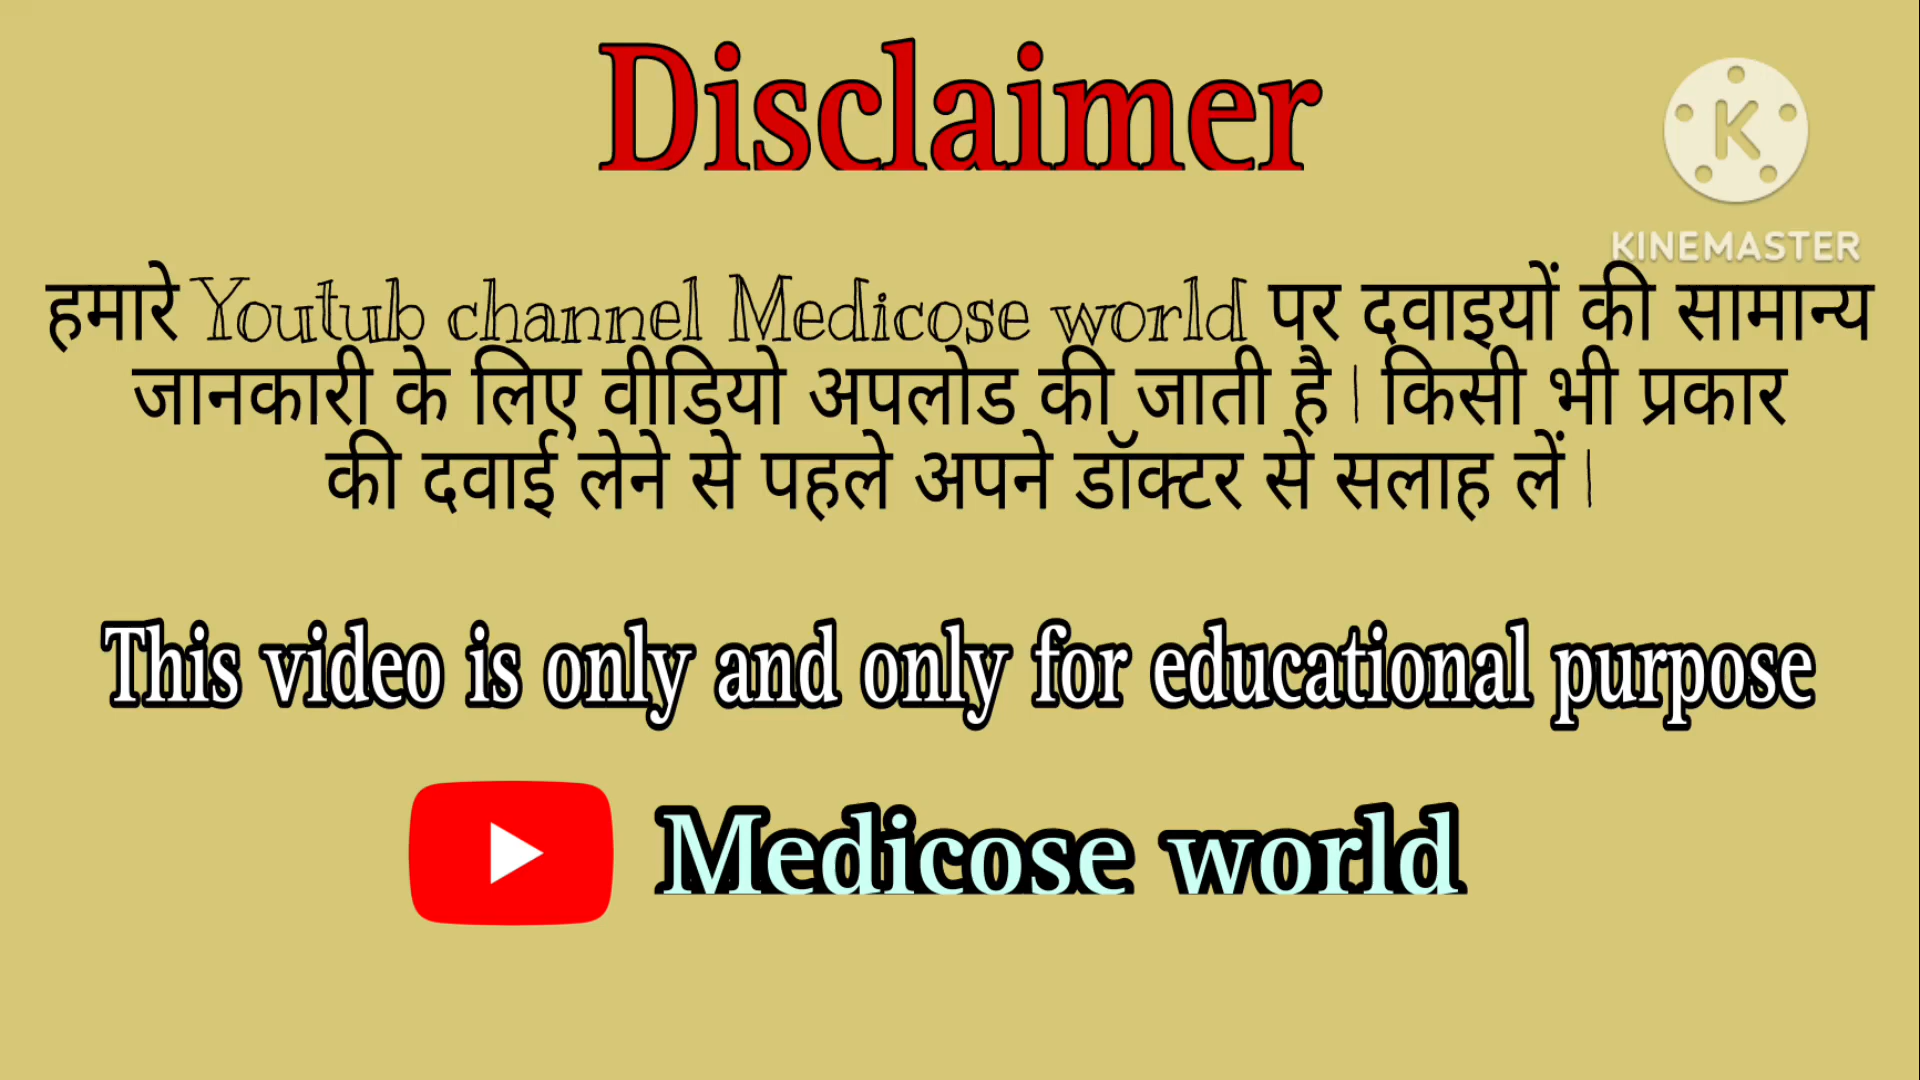 Disclaimer
K
KINEMASTER
हमारे Youtub channel Medicose world पर दवाइयों की सामान्य
जानकारी के लिए वीडियो अपलोड की जाती है। किसी भी प्रकार
की दवाई लेने से पहले अपने डॉक्टर से सलाह लें।
This video is only and only for educational purpose
Medicose world